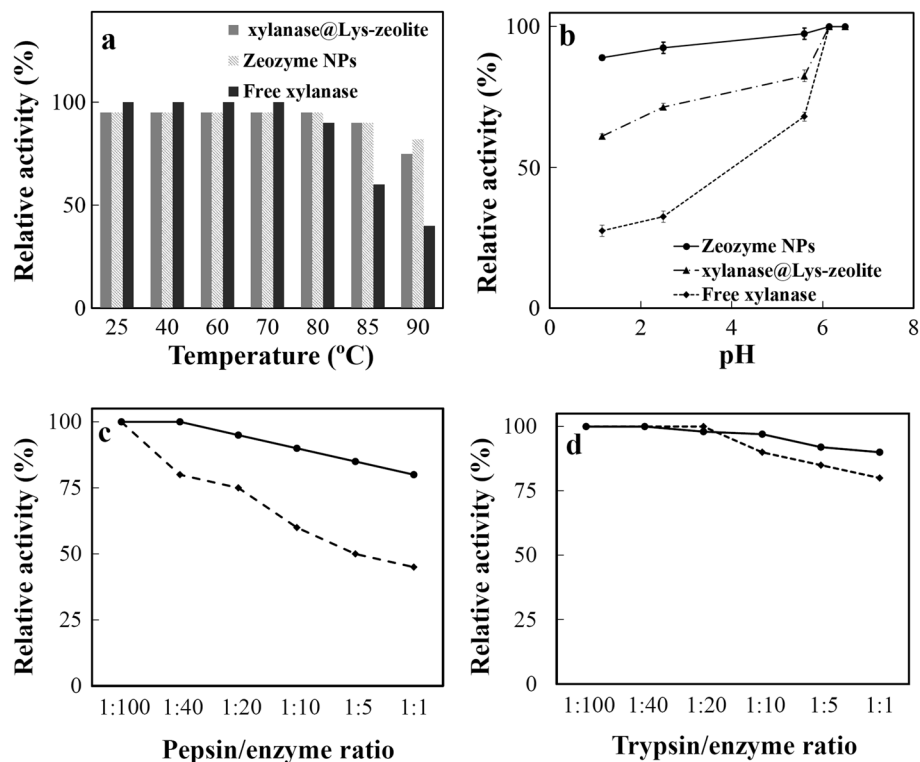 a
xylanase@Lys-zeolite
Zeozyme NPs
Free xylanase
Relative activity (%)
100
50
0
25 40 60 70 80 85 90
Temperature (ºC)
b
Relative activity (%)
100
50
0
Zeozyme NPs
xylanase@Lys-zeolite
Free xylanase
0 2 4 6 8
pH
c
Relative activity (%)
100
75
50
25
0
1:100 1:40 1:20 1:10 1:5 1:1
Pepsin/enzyme ratio
d
Relative activity (%)
100
75
50
25
0
1:100 1:40 1:20 1:10 1:5 1:1
Trypsin/enzyme ratio